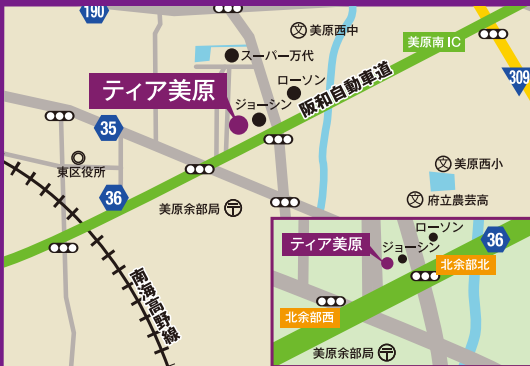 190
美原西中
美原南IC
スーパー万代
309
ローソン
ティア美原
ジョーシン
阪和自動車道
35
東区役所
美原西小
36
府立農芸高
美原余部局
南海高野線
ローソン
36
ティア美原
ジョーシン
北余部北
北余部西
美原余部局